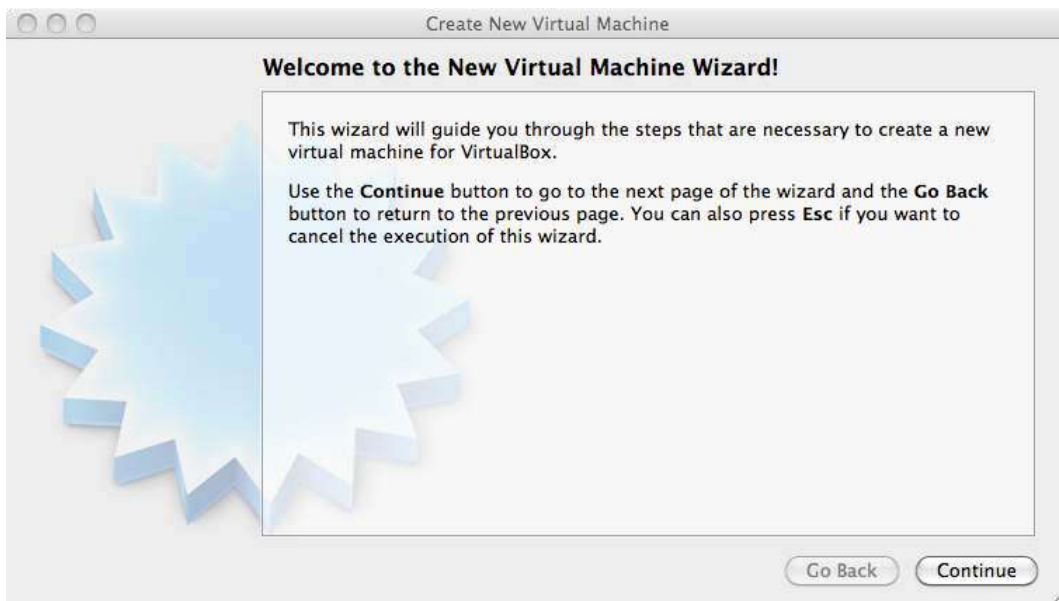 Create New Virtual Machine
Welcome to the New Virtual Machine Wizard!
This wizard will guide you through the steps that are necessary to create a new
virtual machine for VirtualBox.
Use the Continue button to go to the next page of the wizard and the Go Back
button to return to the previous page. You can also press Esc if you want to
cancel the execution of this wizard.
Go Back
Continue